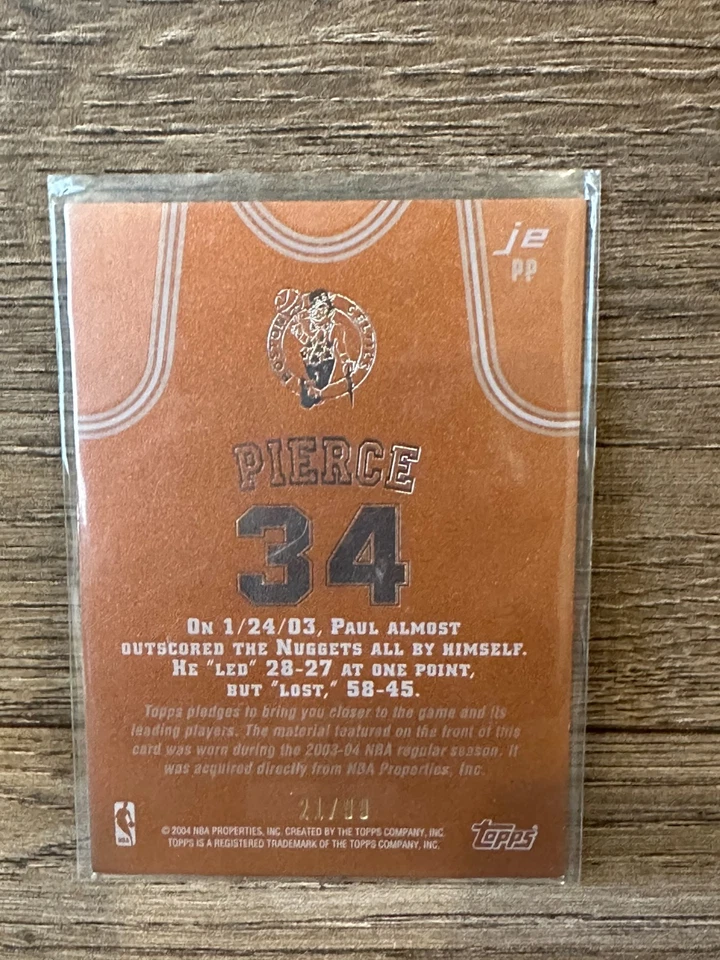 je
PP
BOSTON CELTICS
PIERCE
34
ON 1/24/03, PAUL ALMOST
OUTSCORED THE NUGGETS ALL BY HIMSELF.
HE "LED" 28-27 AT ONE POINT,
BUT "LOST," 58-45.
Topps pledges to bring you closer to the game and its
leading players. The material featured on the front of this
card was worn during the 2003-04 NBA regular season. It
was acquired directly from NBA Properties, Inc.
21/99
NBA
© 2004 NBA PROPERTIES, INC. CREATED BY THE TOPPS COMPANY, INC.
TOPPS IS A REGISTERED TRADEMARK OF THE TOPPS COMPANY, INC.
topps